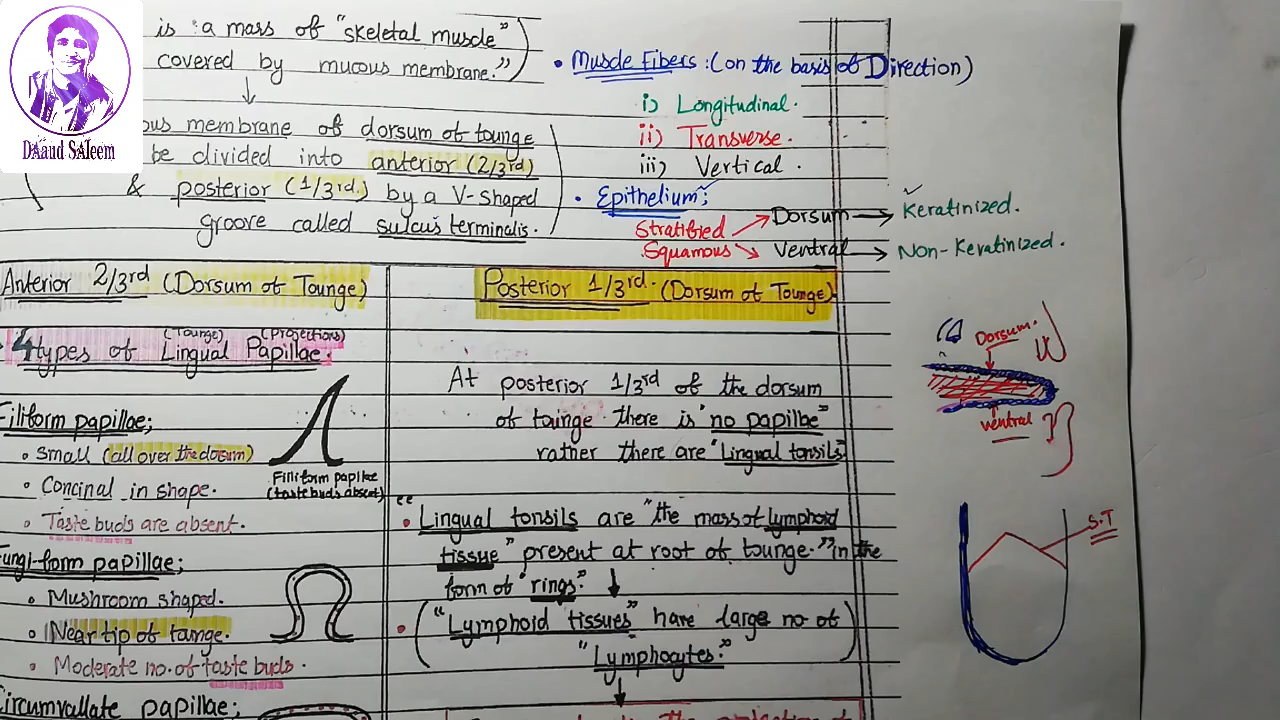 is a mass of "skeletal muscle"
covered by mucous membrane."
ous membrane of dorsum of tounge
be divided into anterior (2/3rd)
& posterior (1/3rd.) by a V-shaped
groove called sulcus terminalis.
• Muscle Fibers: (on the basis of Direction)
i) Longitudinal.
ii) Transverse.
iii) Vertical.
• Epithelium;
Stratified
Squamous
Dorsum → Keratinized.
Ventral → Non-Keratinized.
DAaud SAleem
Anterior 2/3rd (Dorsum of Tounge)
(Tounge) (projections)
4 types of Lingual Papillae.
Filiform papillae;
• Small (all over the dorsum)
• Concinal in shape.
• Taste buds are absent.
Filliform papillae
(taste buds absent)
Fungi-form papillae;
• Mushroom shaped.
• Near tip of tounge.
• Moderate no. of taste buds.
Circumvallate papillae;
Posterior 1/3rd. (Dorsum of Tounge)
At posterior 1/3rd of the dorsum
of tounge there is "no papillae"
rather there are "Lingual tonsils"
• Lingual tonsils are "the mass of lymphoid
tissue" present at root of tounge." in the
form of "rings."
• ("Lymphoid tissues" have large no of
"Lymphocytes.")
Dorsum.
Ventral
S.T